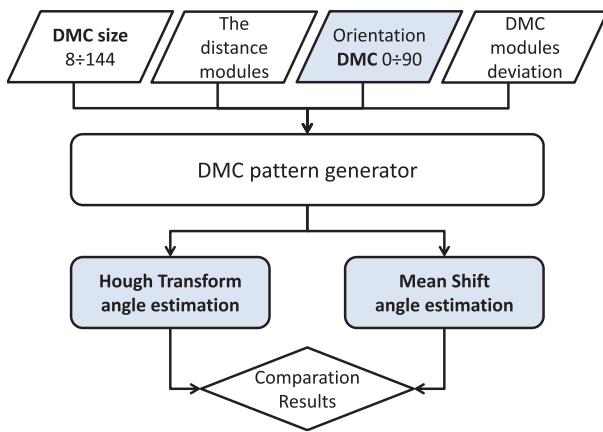 DMC size
8÷144
The
distance
modules
Orientation
DMC 0÷90
DMC
modules
deviation
DMC pattern generator
Hough Transform
angle estimation
Mean Shift
angle estimation
Comparation
Results